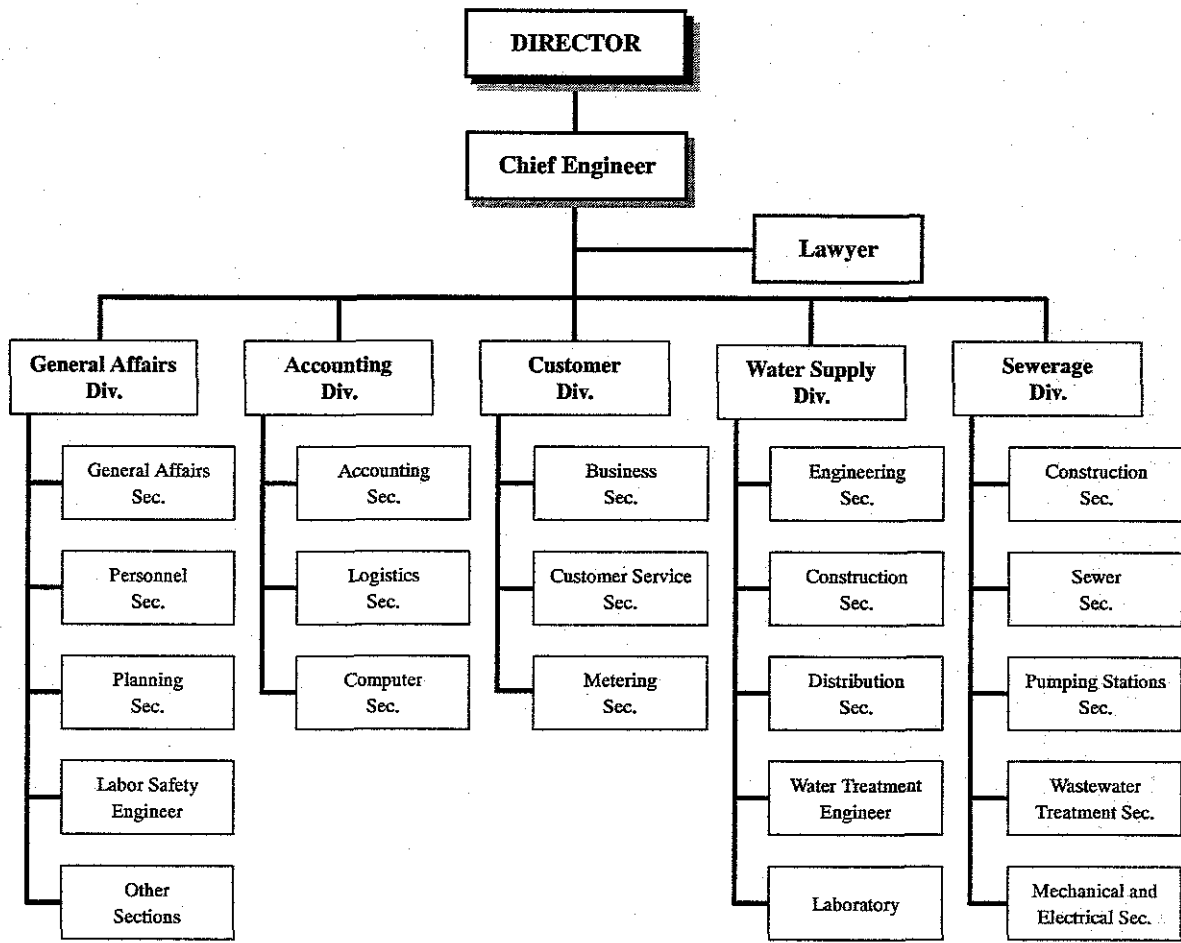 DIRECTOR
Chief Engineer
Lawyer
General Affairs
Div.
Accounting
Div.
Customer
Div.
Water Supply
Div.
Sewerage
Div.
General Affairs
Sec.
Personnel
Sec.
Planning
Sec.
Labor Safety
Engineer
Other
Sections
Accounting
Sec.
Logistics
Sec.
Computer
Sec.
Business
Sec.
Customer Service
Sec.
Metering
Sec.
Engineering
Sec.
Construction
Sec.
Distribution
Sec.
Water Treatment
Engineer
Laboratory
Construction
Sec.
Sewer
Sec.
Pumping Stations
Sec.
Wastewater
Treatment Sec.
Mechanical and
Electrical Sec.